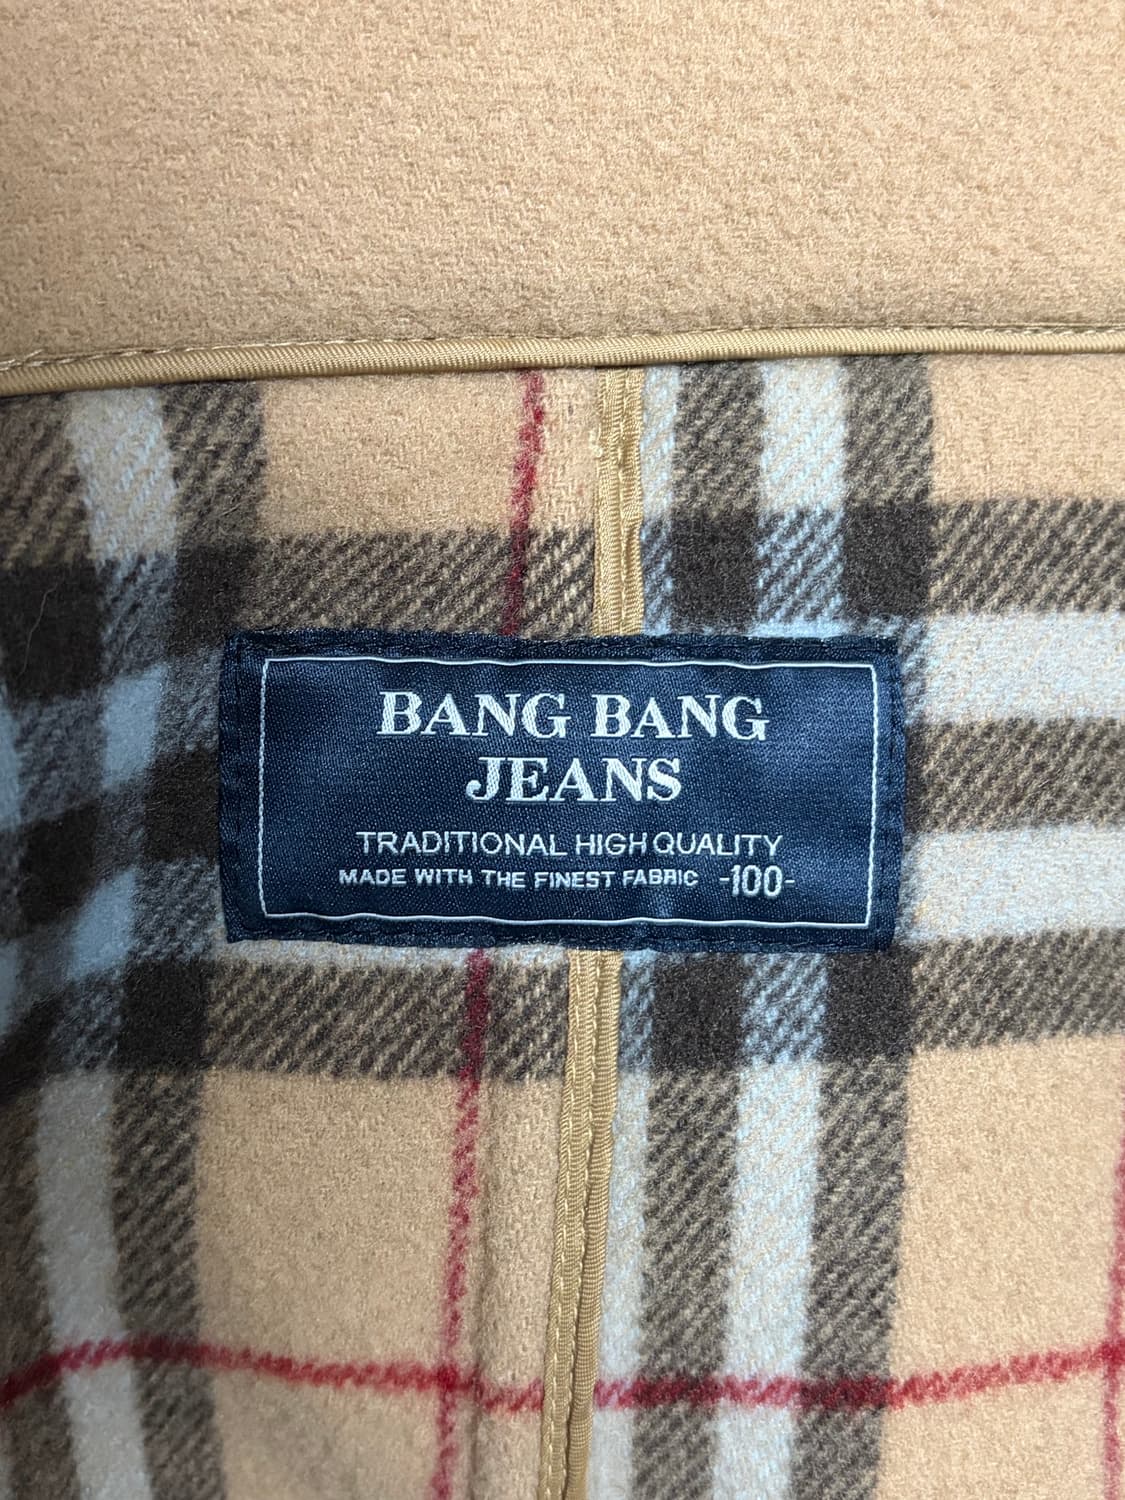 BANG BANG
JEANS
TRADITIONAL HIGH QUALITY
MADE WITH THE FINEST FABRIC -100-